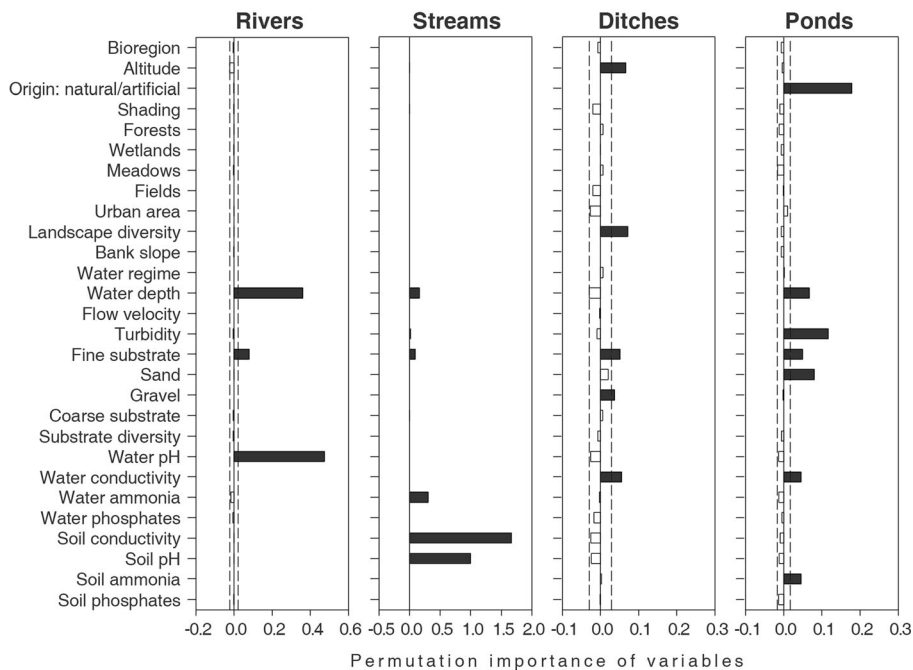 Rivers Streams Ditches Ponds
Bioregion
Altitude
Origin: natural/artificial
Shading
Forests
Wetlands
Meadows
Fields
Urban area
Landscape diversity
Bank slope
Water regime
Water depth
Flow velocity
Turbidity
Fine substrate
Sand
Gravel
Coarse substrate
Substrate diversity
Water pH
Water conductivity
Water ammonia
Water phosphates
Soil conductivity
Soil pH
Soil ammonia
Soil phosphates
-0.2 0.0 0.2 0.4 0.6 -0.5 0.0 0.5 1.0 1.5 2.0 -0.1 0.0 0.1 0.2 0.3 -0.1 0.0 0.1 0.2 0.3
Permutation importance of variables